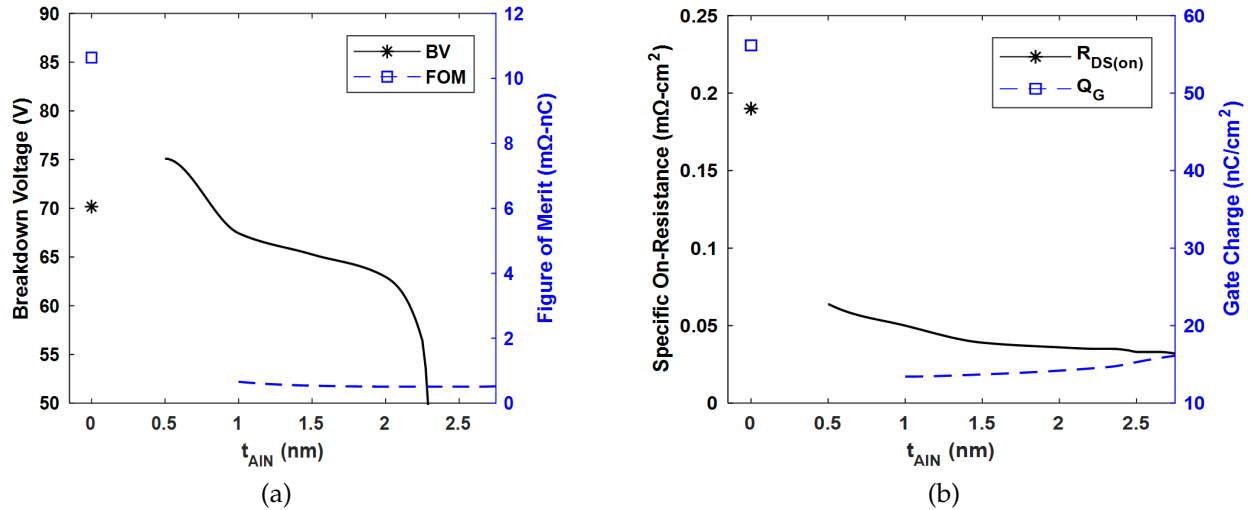 90
85
80
75
70
65
60
55
50
Breakdown Voltage (V)
BV
FOM
12
10
8
6
4
2
0
Figure of Merit (mΩ-nC)
0 0.5 1 1.5 2 2.5
t_AlN (nm)
(a)
0.25
0.2
0.15
0.1
0.05
0
Specific On-Resistance (mΩ-cm²)
R_DS(on)
Q_G
60
50
40
30
20
10
Gate Charge (nC/cm²)
0 0.5 1 1.5 2 2.5
t_AlN (nm)
(b)